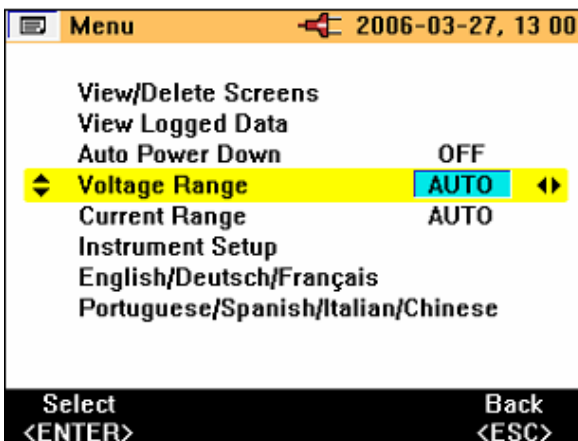 Menu 2006-03-27, 13 00
View/Delete Screens
View Logged Data
Auto Power Down OFF
Voltage Range AUTO
Current Range AUTO
Instrument Setup
English/Deutsch/Français
Portuguese/Spanish/Italian/Chinese
Select Back
<ENTER> <ESC>